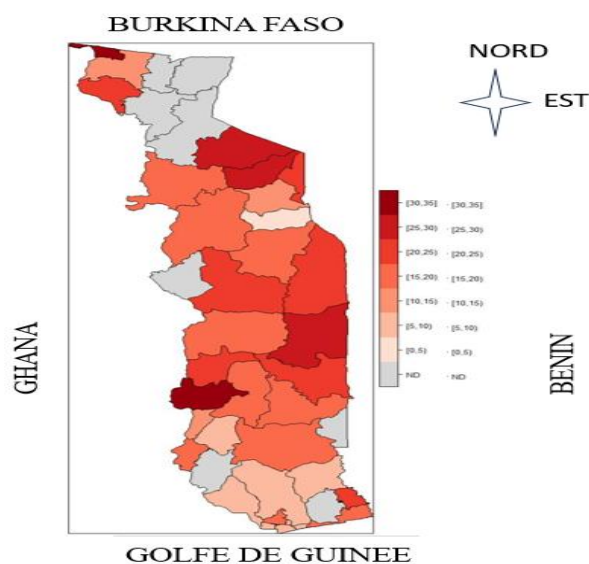 BURKINA FASO
NORD
EST
[30,35] · [30,35]
[25,30) · [25,30)
[20,25) · [20,25)
[15,20) · [15,20)
[10,15) · [10,15)
[5,10) · [5,10)
[0,5) · [0,5)
ND · ND
GHANA
BENIN
GOLFE DE GUINEE